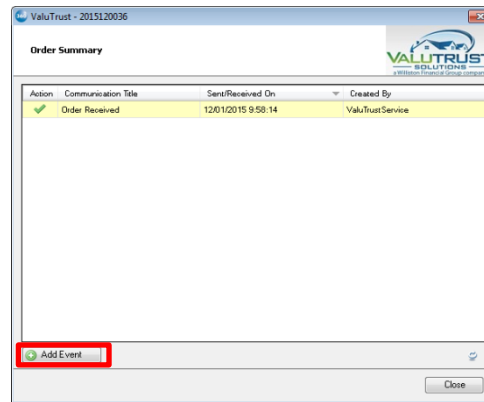 ValuTrust - 2015120036
Order Summary
VALUTRUST
SOLUTIONS
a Williston Financial Group company
Action Communication Title Sent/Received On Created By
Order Received 12/01/2015 9:58:14 ValuTrustService
Add Event
Close